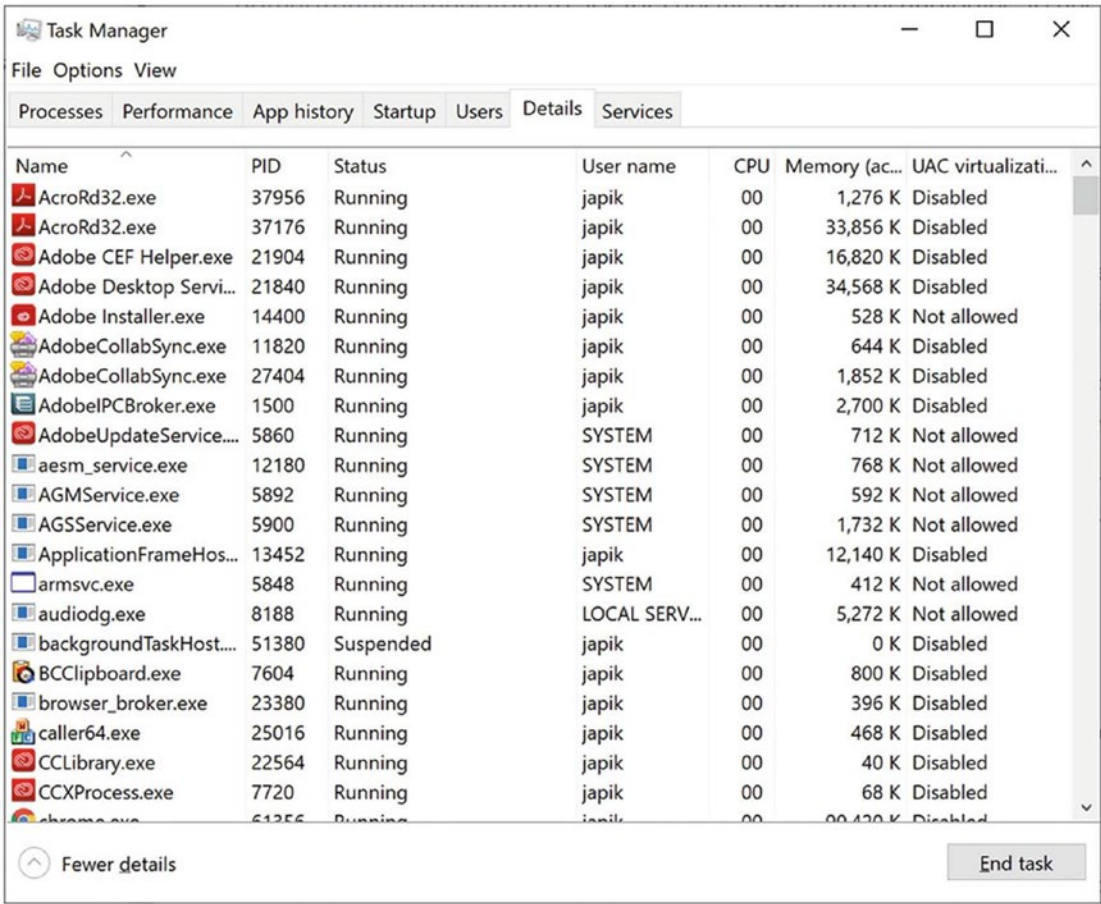 Task Manager
File Options View
Processes Performance App history Startup Users Details Services
Name PID Status User name CPU Memory (ac... UAC virtualizati...
AcroRd32.exe 37956 Running japik 00 1,276 K Disabled
AcroRd32.exe 37176 Running japik 00 33,856 K Disabled
Adobe CEF Helper.exe 21904 Running japik 00 16,820 K Disabled
Adobe Desktop Servi... 21840 Running japik 00 34,568 K Disabled
Adobe Installer.exe 14400 Running japik 00 528 K Not allowed
AdobeCollabSync.exe 11820 Running japik 00 644 K Disabled
AdobeCollabSync.exe 27404 Running japik 00 1,852 K Disabled
AdobeIPCBroker.exe 1500 Running japik 00 2,700 K Disabled
AdobeUpdateService.... 5860 Running SYSTEM 00 712 K Not allowed
aesm_service.exe 12180 Running SYSTEM 00 768 K Not allowed
AGMService.exe 5892 Running SYSTEM 00 592 K Not allowed
AGSService.exe 5900 Running SYSTEM 00 1,732 K Not allowed
ApplicationFrameHos... 13452 Running japik 00 12,140 K Disabled
armsvc.exe 5848 Running SYSTEM 00 412 K Not allowed
audiodg.exe 8188 Running LOCAL SERV... 00 5,272 K Not allowed
backgroundTaskHost.... 51380 Suspended japik 00 0 K Disabled
BCClipboard.exe 7604 Running japik 00 800 K Disabled
browser_broker.exe 23380 Running japik 00 396 K Disabled
caller64.exe 25016 Running japik 00 468 K Disabled
CCLibrary.exe 22564 Running japik 00 40 K Disabled
CCXProcess.exe 7720 Running japik 00 68 K Disabled
chrome.exe Running japik 00 K Disabled
Fewer details
End task